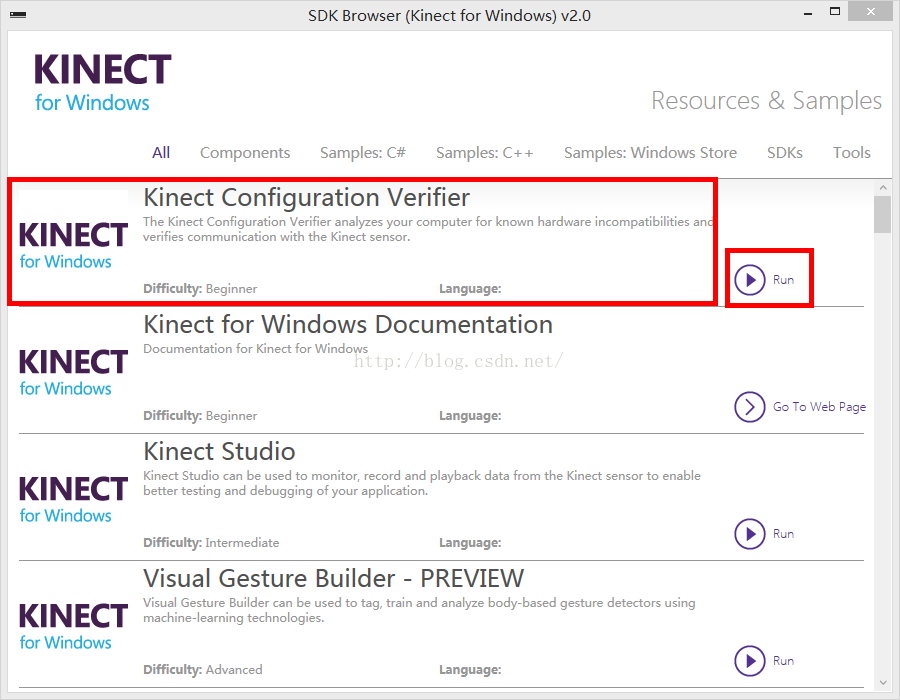 SDK Browser (Kinect for Windows) v2.0
KINECT
for Windows
Resources & Samples
All Components Samples: C# Samples: C++ Samples: Windows Store SDKs Tools
Kinect Configuration Verifier
The Kinect Configuration Verifier analyzes your computer for known hardware incompatibilities and
verifies communication with the Kinect sensor.
KINECT
for Windows
Difficulty: Beginner Language:
Run
Kinect for Windows Documentation
Documentation for Kinect for Windows
http://blog.csdn.net/
KINECT
for Windows
Difficulty: Beginner Language:
Go To Web Page
Kinect Studio
Kinect Studio can be used to monitor, record and playback data from the Kinect sensor to enable
better testing and debugging of your application.
KINECT
for Windows
Difficulty: Intermediate Language:
Run
Visual Gesture Builder - PREVIEW
Visual Gesture Builder can be used to tag, train and analyze body-based gesture detectors using
machine-learning technologies.
KINECT
for Windows
Difficulty: Advanced Language:
Run